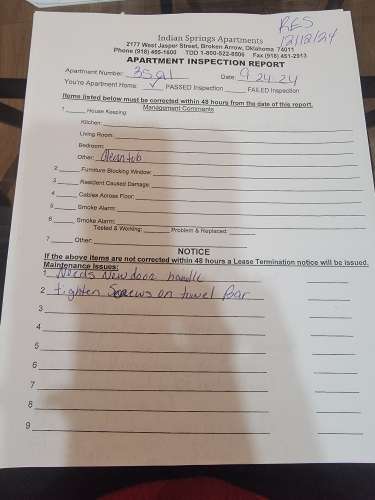 RES
12/12/24
Indian Springs Apartments
2177 West Jasper Street, Broken Arrow, Oklahoma 74011
Phone (918) 455-1600 TDD 1-800-522-8506 Fax (918) 451-2913
APARTMENT INSPECTION REPORT
Apartment Number: Date: 9.24.24
You're Apartment Home: ✓ PASSED Inspection FAILED Inspection
Items listed below must be corrected within 48 hours from the date of this report.
Management Comments
1 House Keeping
Kitchen:
Living Room:
Bedroom:
Other: Clean tub
2 Furniture Blocking Window:
3 Resident Caused Damage:
4 Cables Across Floor:
5 Smoke Alarm:
6 Smoke Alarm:
Tested & Working: Problem & Replaced:
7 Other:
NOTICE
If the above items are not corrected within 48 hours a Lease Termination notice will be issued.
Maintenance Issues:
1 Needs New door handle
2 tighten Screws on towel Bar
3
4
5
6
7
8
9